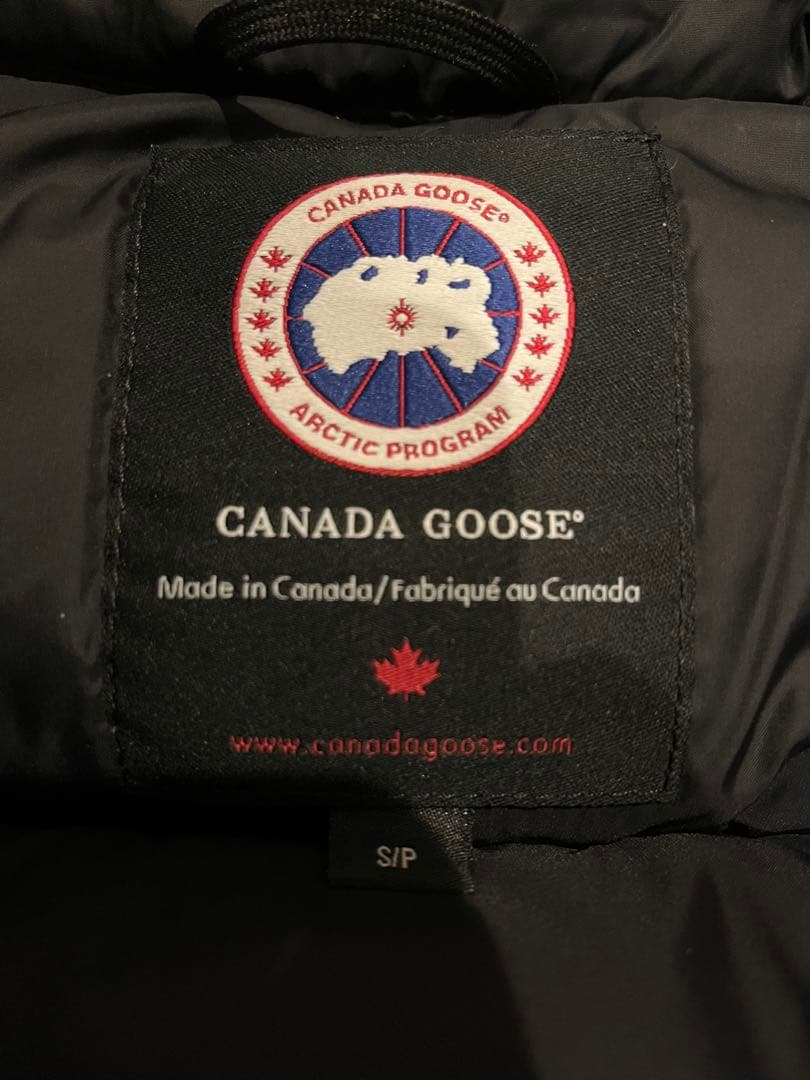 CANADA GOOSE®
ARCTIC PROGRAM
CANADA GOOSE®
Made in Canada/Fabriqué au Canada
www.canadagoose.com
S/P